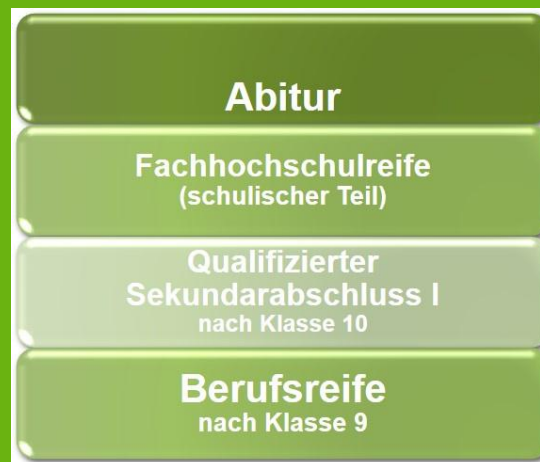 Abitur
Fachhochschulreife
(schulischer Teil)
Qualifizierter
Sekundarabschluss I
nach Klasse 10
Berufsreife
nach Klasse 9